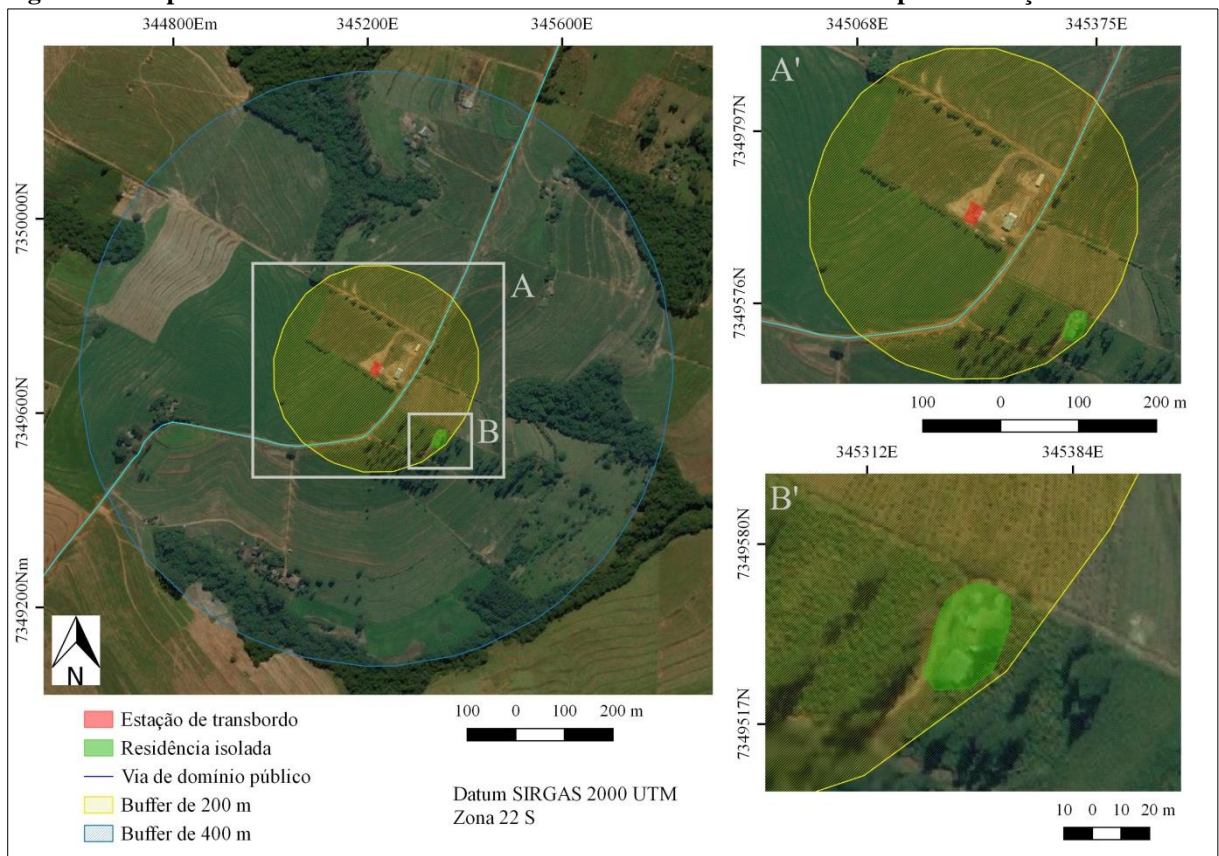 344800Em 345200E 345600E
7350000N
7349600N
7349200Nm
A
B
N
345068E 345375E
A'
7349797N
7349576N
100 0 100 200 m
345312E 345384E
B'
7349580N
7349517N
10 0 10 20 m
Estação de transbordo
Residência isolada
Via de domínio público
Buffer de 200 m
Buffer de 400 m
100 0 100 200 m
Datum SIRGAS 2000 UTM
Zona 22 S